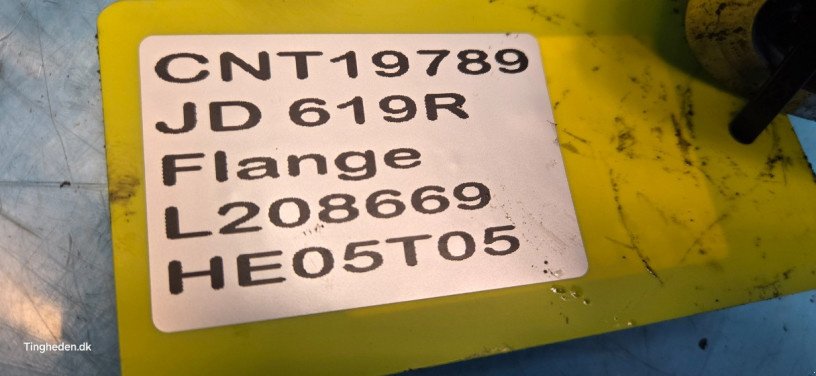 CNT19789
JD 619R
Flange
L208669
HE05T05
Tingheden.dk